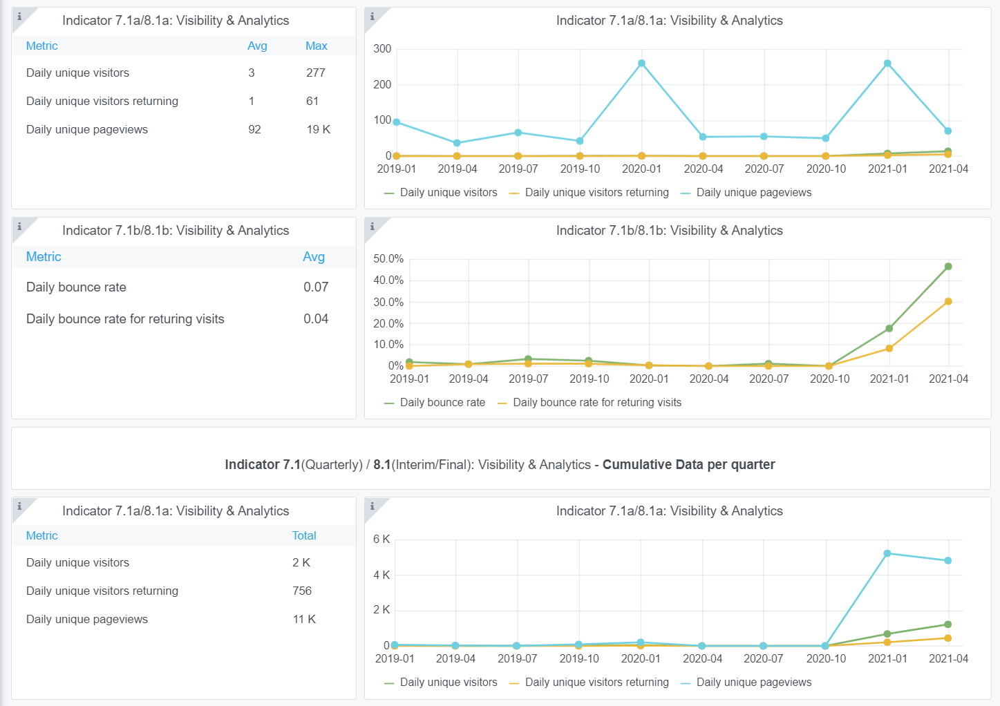 Indicator 7.1a/8.1a: Visibility & Analytics
Metric Avg Max
Daily unique visitors 3 277
Daily unique visitors returning 1 61
Daily unique pageviews 92 19 K
Indicator 7.1a/8.1a: Visibility & Analytics
300
200
100
0
2019-01 2019-04 2019-07 2019-10 2020-01 2020-04 2020-07 2020-10 2021-01 2021-04
Daily unique visitors Daily unique visitors returning Daily unique pageviews
Indicator 7.1b/8.1b: Visibility & Analytics
Metric Avg
Daily bounce rate 0.07
Daily bounce rate for returing visits 0.04
Indicator 7.1b/8.1b: Visibility & Analytics
50.0%
40.0%
30.0%
20.0%
10.0%
0%
2019-01 2019-04 2019-07 2019-10 2020-01 2020-04 2020-07 2020-10 2021-01 2021-04
Daily bounce rate Daily bounce rate for returing visits
Indicator 7.1(Quarterly) / 8.1(Interim/Final): Visibility & Analytics - Cumulative Data per quarter
Indicator 7.1a/8.1a: Visibility & Analytics
Metric Total
Daily unique visitors 2 K
Daily unique visitors returning 756
Daily unique pageviews 11 K
Indicator 7.1a/8.1a: Visibility & Analytics
6 K
4 K
2 K
0
2019-01 2019-04 2019-07 2019-10 2020-01 2020-04 2020-07 2020-10 2021-01 2021-04
Daily unique visitors Daily unique visitors returning Daily unique pageviews